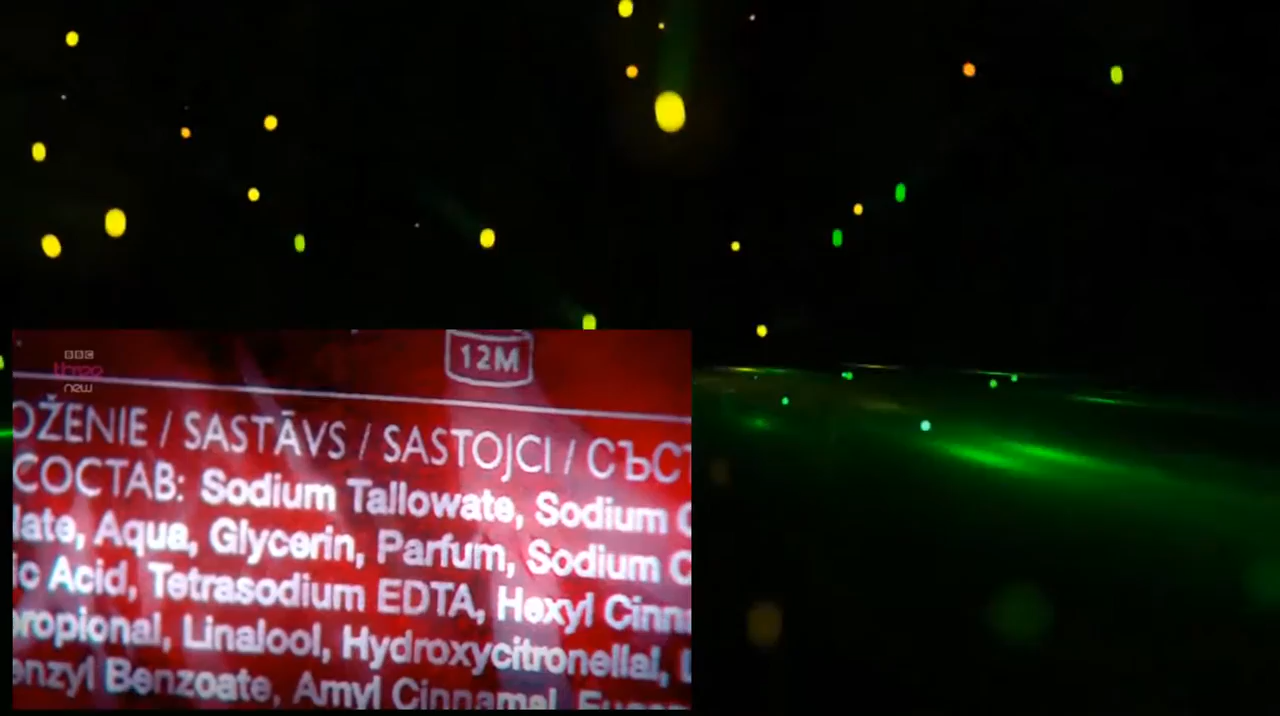 BBC
three
new
12M
OŽENIE / SASTĀVS / SASTOJCI / СЪСТ
СОСТАВ: Sodium Tallowate, Sodium C
late, Aqua, Glycerin, Parfum, Sodium C
ic Acid, Tetrasodium EDTA, Hexyl Cinn
propional, Linalool, Hydroxycitronellal,
enzyl Benzoate, Amyl Cinnamal,